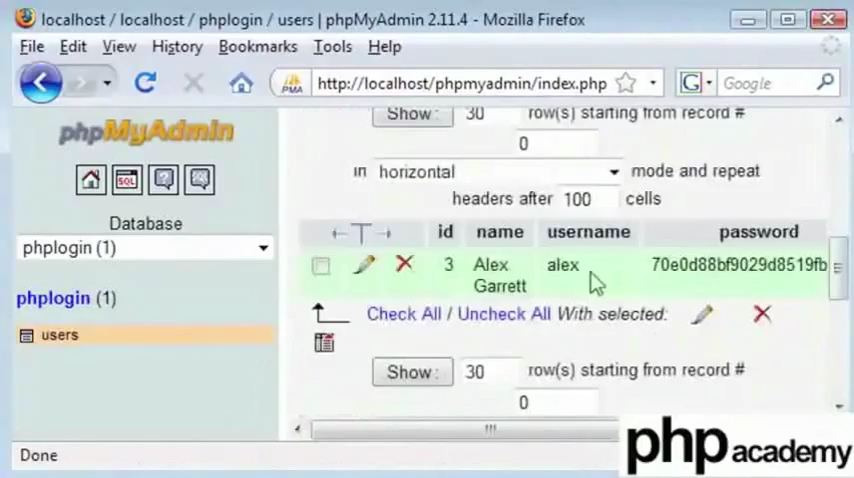 localhost / localhost / phplogin / users | phpMyAdmin 2.11.4 - Mozilla Firefox
File Edit View History Bookmarks Tools Help
PMA http://localhost/phpmyadmin/index.php G Google
phpMyAdmin
SQL
Database
phplogin (1)
phplogin (1)
users
Show : 30 row(s) starting from record #
0
in horizontal mode and repeat
headers after 100 cells
←T→ id name username password
3 Alex Garrett alex 70e0d88bf9029d8519fb
Check All / Uncheck All With selected:
Show : 30 row(s) starting from record #
0
Done
php academy